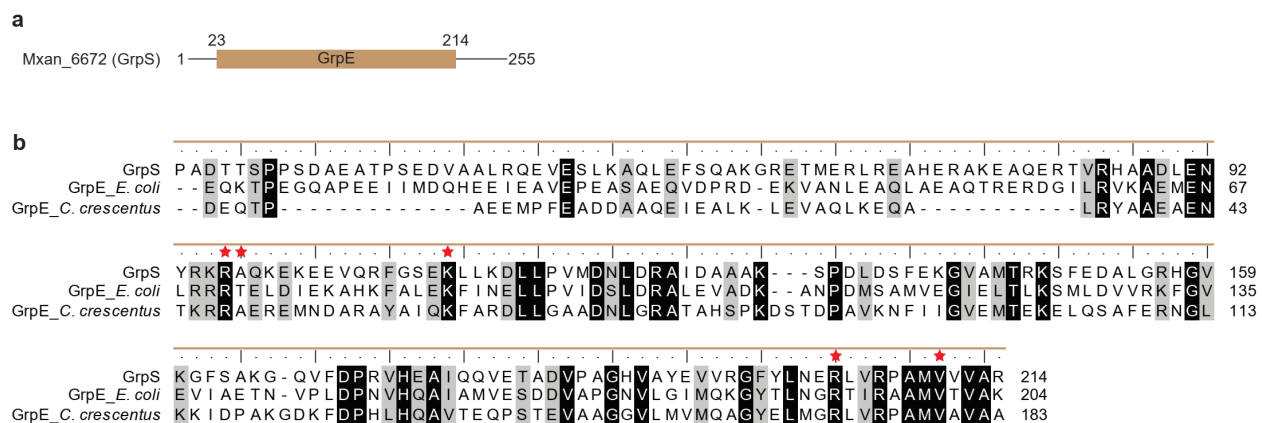 a
23 214
Mxan_6672 (GrpS) 1 GrpE 255
b
GrpS PADTTSPPSDAEATPSEDVAALRQEVESLKAQLEFSQAKGRETMERLREAHERAKEAQERTVRHAADLEN 92
GrpE_E. coli --EQKTPEGQAPEEIIMDQHEEIEAVEPEASAEQVDPRD-EKVANLEAQLAEAQTRERDGILRVKAEMEN 67
GrpE_C. crescentus --DEQTP-------------AEEMPFEADDAAQEIEALK-LEVAQLKEQA-----------LRYAAEAEN 43
GrpS YRKRAQKEKEEVQRFGSEKLLKDLLPVMDNLDRAIDAAAK---SPDLDSFEKGVAMTRKSFEDALGRHGV 159
GrpE_E. coli LRRRTELDIEKAHKFALEKFINELLPVIDSLDRALEVADK--ANPDMSAMVEGIELTLKSMLDVVRKFGV 135
GrpE_C. crescentus TKRRAEREMNDARAYAIQKFARDLLGAADNLGRATAHSPKDSTDPAVKNFIIGVEMTEKELQSAFERNGL 113
GrpS KGFSAKG-QVFDPRVHEAIQQVETADVPAGHVAYEVVRGFYLNERLVRPAMVVVAR 214
GrpE_E. coli EVIAETN-VPLDPNVHQAIAMVESDDVAPGNVLGIMQKGYTLNGRTIRAAMVTVAK 204
GrpE_C. crescentus KKIDPAKGDKFDPHLHQAVTEQPSTEVAAGGVLMVMQAGYELMGRLVRPAMVAVAA 183